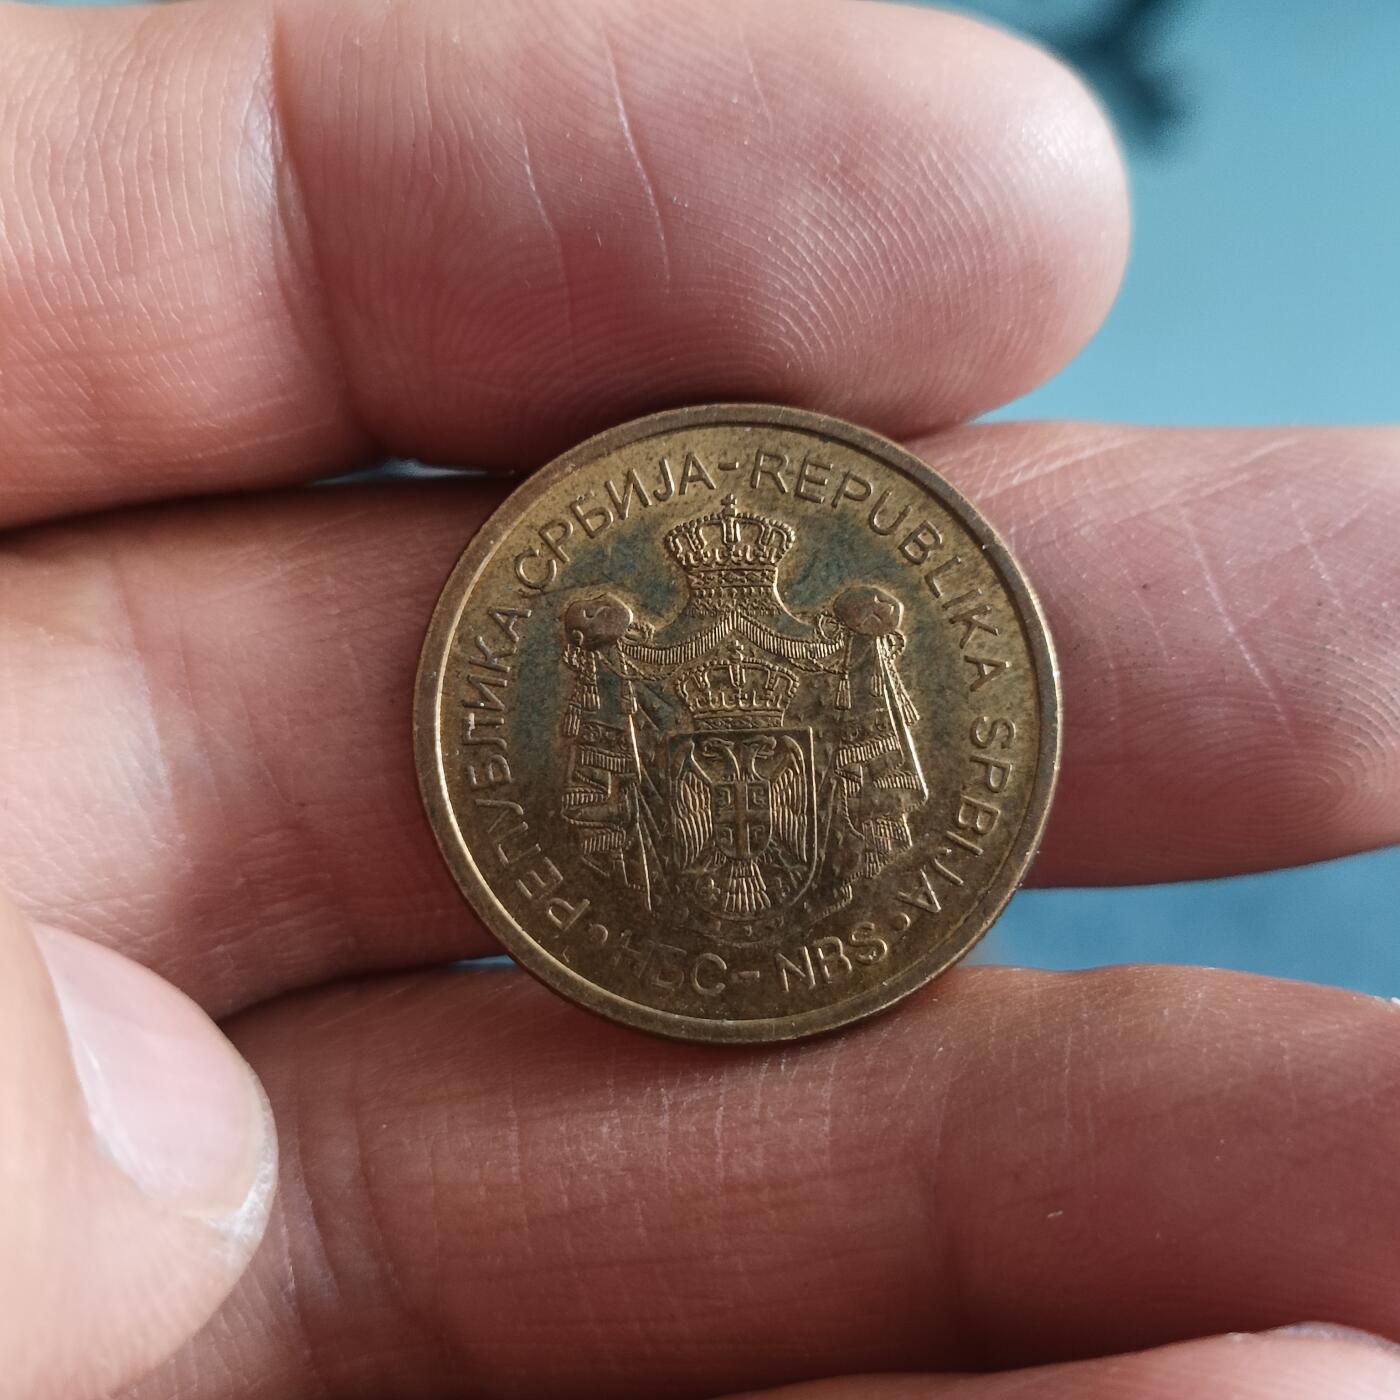 РЕПУБЛИКА СРБИЈА - REPUBLIKA SRBIJA
• НБС - NBS •